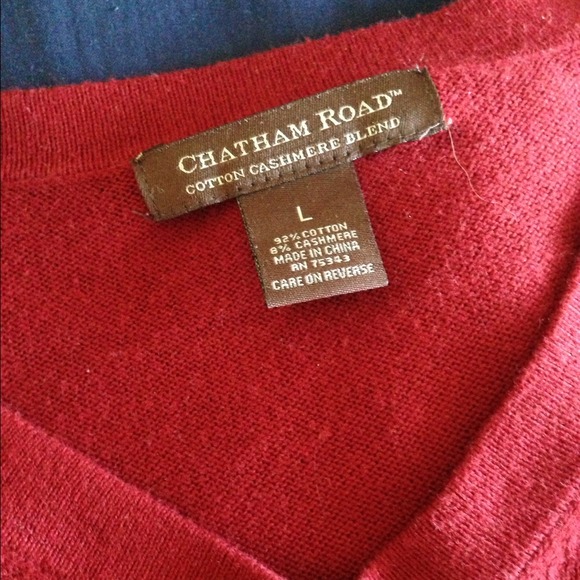 CHATHAM ROAD™
COTTON CASHMERE BLEND
L
92% COTTON
8% CASHMERE
MADE IN CHINA
RN 75343
CARE ON REVERSE